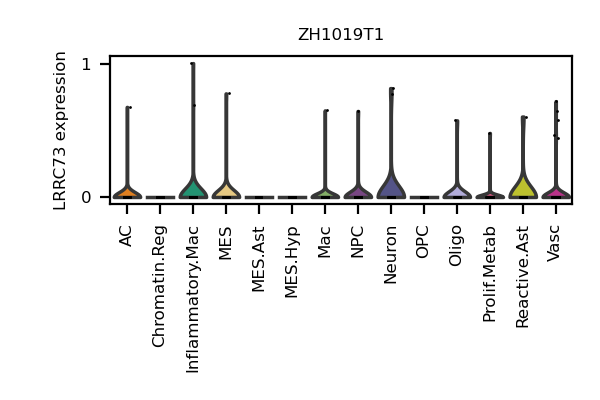 ZH1019T1
LRRC73 expression
1
0
AC
Chromatin.Reg
Inflammatory.Mac
MES
MES.Ast
MES.Hyp
Mac
NPC
Neuron
OPC
Oligo
Prolif.Metab
Reactive.Ast
Vasc